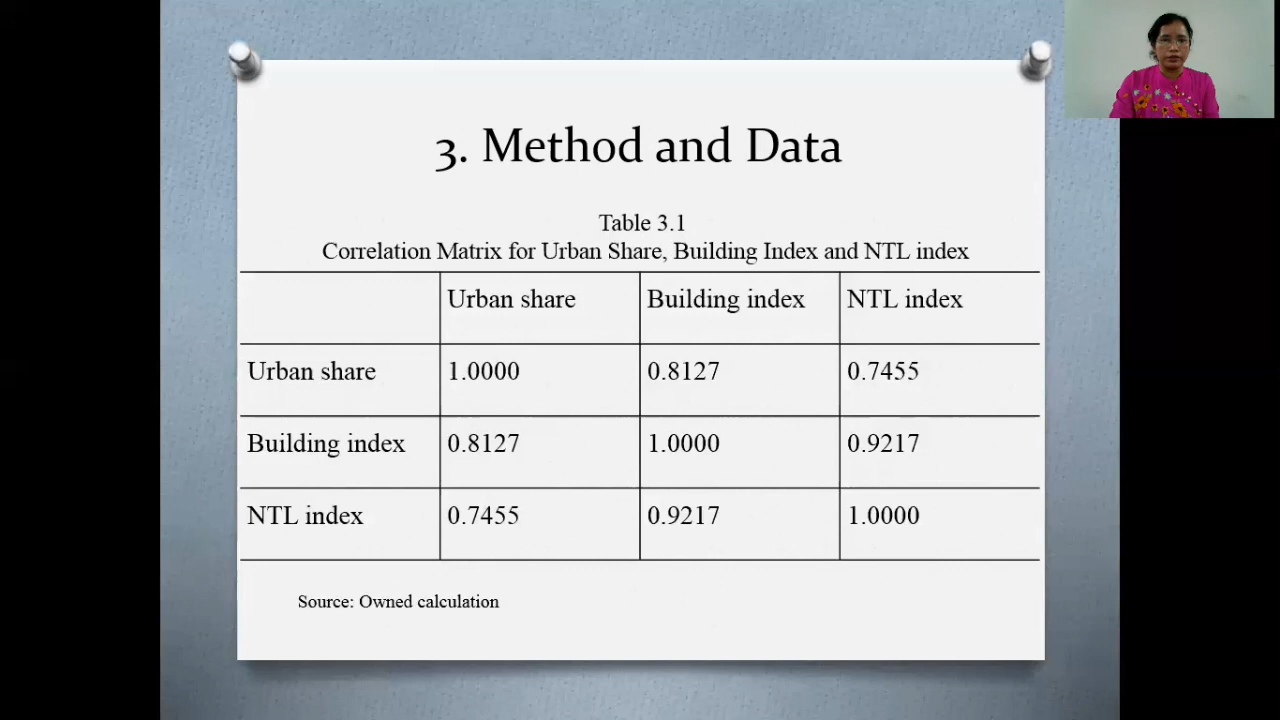 3. Method and Data
Table 3.1
Correlation Matrix for Urban Share, Building Index and NTL index
Urban share Building index NTL index
Urban share 1.0000 0.8127 0.7455
Building index 0.8127 1.0000 0.9217
NTL index 0.7455 0.9217 1.0000
Source: Owned calculation